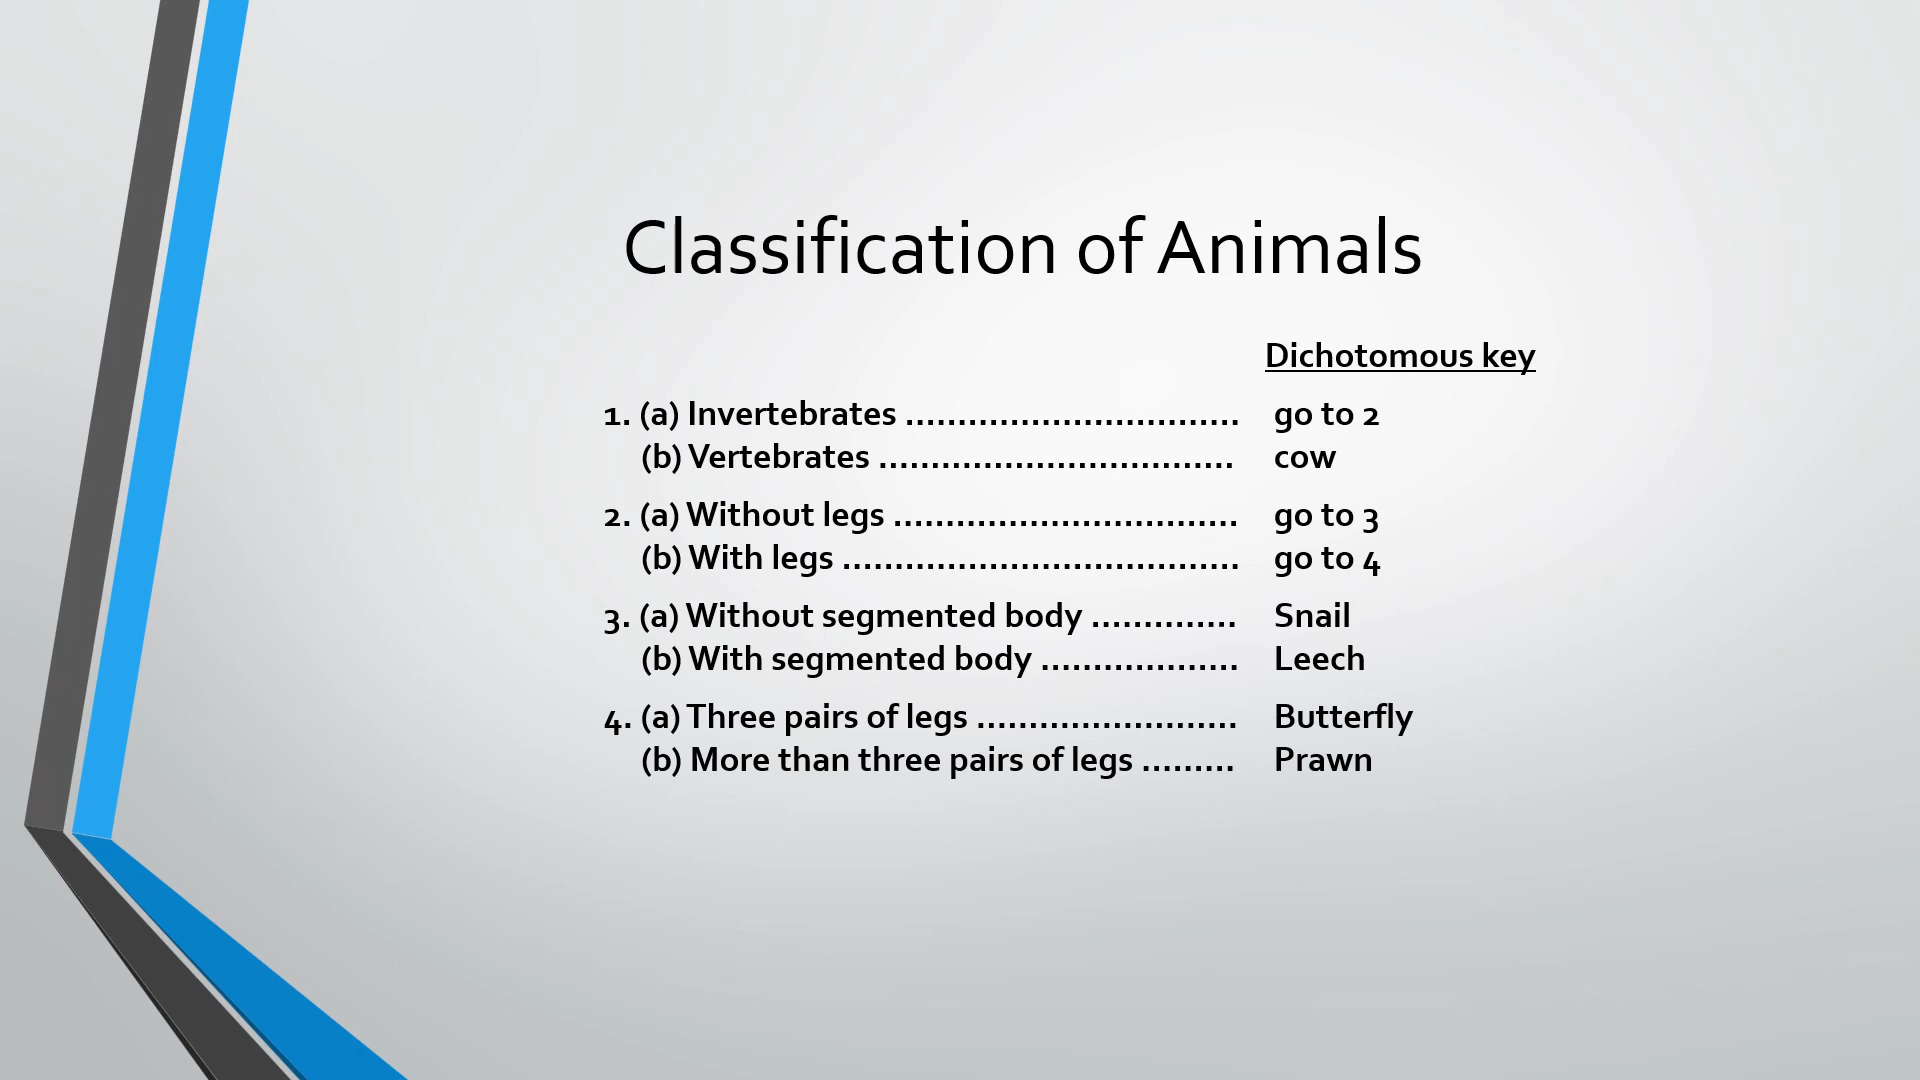 Classification of Animals
Dichotomous key
1. (a) Invertebrates ................................ go to 2
(b) Vertebrates .................................. cow
2. (a) Without legs ................................. go to 3
(b) With legs ...................................... go to 4
3. (a) Without segmented body .............. Snail
(b) With segmented body ................... Leech
4. (a) Three pairs of legs ......................... Butterfly
(b) More than three pairs of legs ......... Prawn